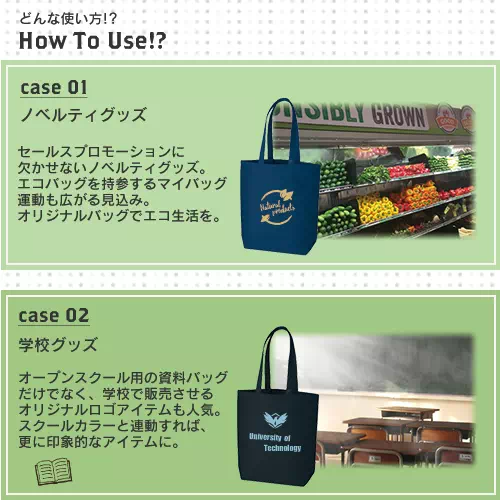 どんな使い方!?
How To Use!?
case 01
ノベルティグッズ
セールスプロモーションに
欠かせないノベルティグッズ。
エコバッグを持参するマイバッグ
運動も広がる見込み。
オリジナルバッグでエコ生活を。
NSIBLY GROWN
Natural
products
case 02
学校グッズ
オープンスクール用の資料バッグ
だけでなく、学校で販売させる
オリジナルロゴアイテムも人気。
スクールカラーと連動すれば、
更に印象的なアイテムに。
University of
Technology